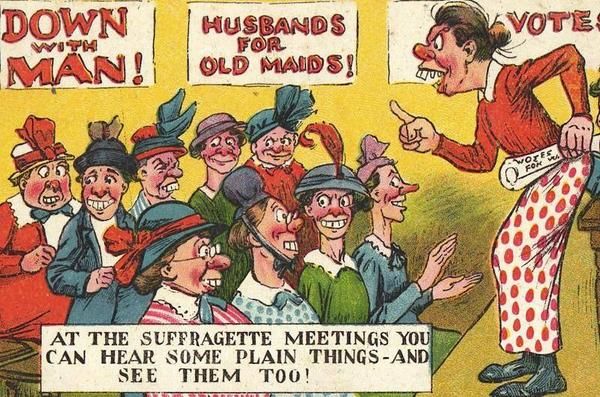 DOWN
WITH
MAN!
HUSBANDS
FOR
OLD MAIDS!
VOTES
VOTES
FOR
AT THE SUFFRAGETTE MEETINGS YOU
CAN HEAR SOME PLAIN THINGS-AND
SEE THEM TOO!